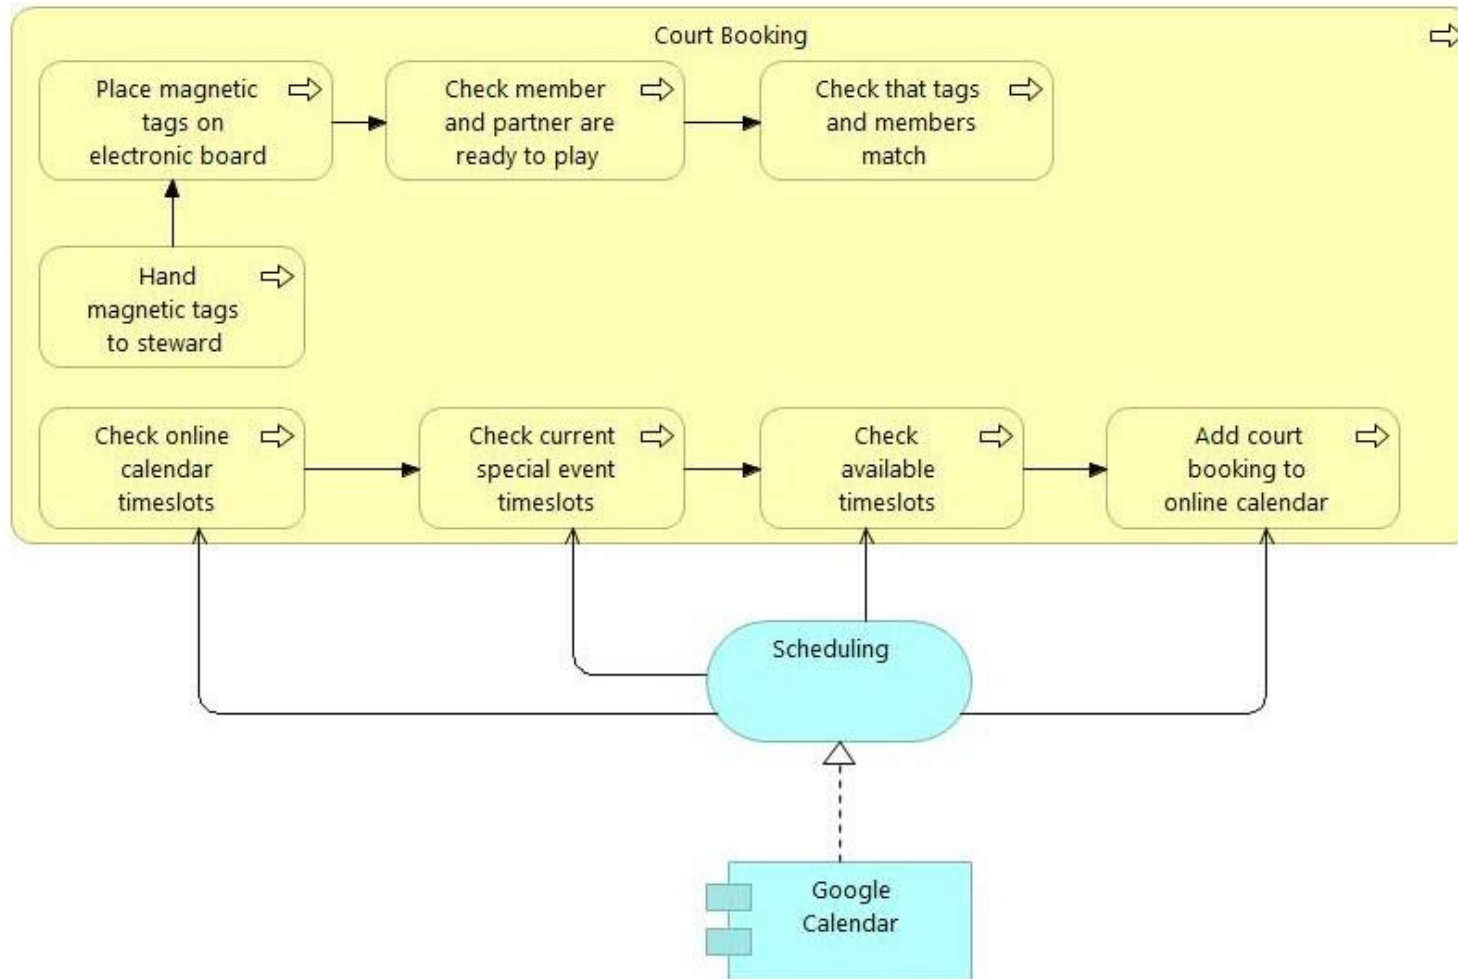 Court Booking
Place magnetic
tags on
electronic board
Check member
and partner are
ready to play
Check that tags
and members
match
Hand
magnetic tags
to steward
Check online
calendar
timeslots
Check current
special event
timeslots
Check
available
timeslots
Add court
booking to
online calendar
Scheduling
Google
Calendar